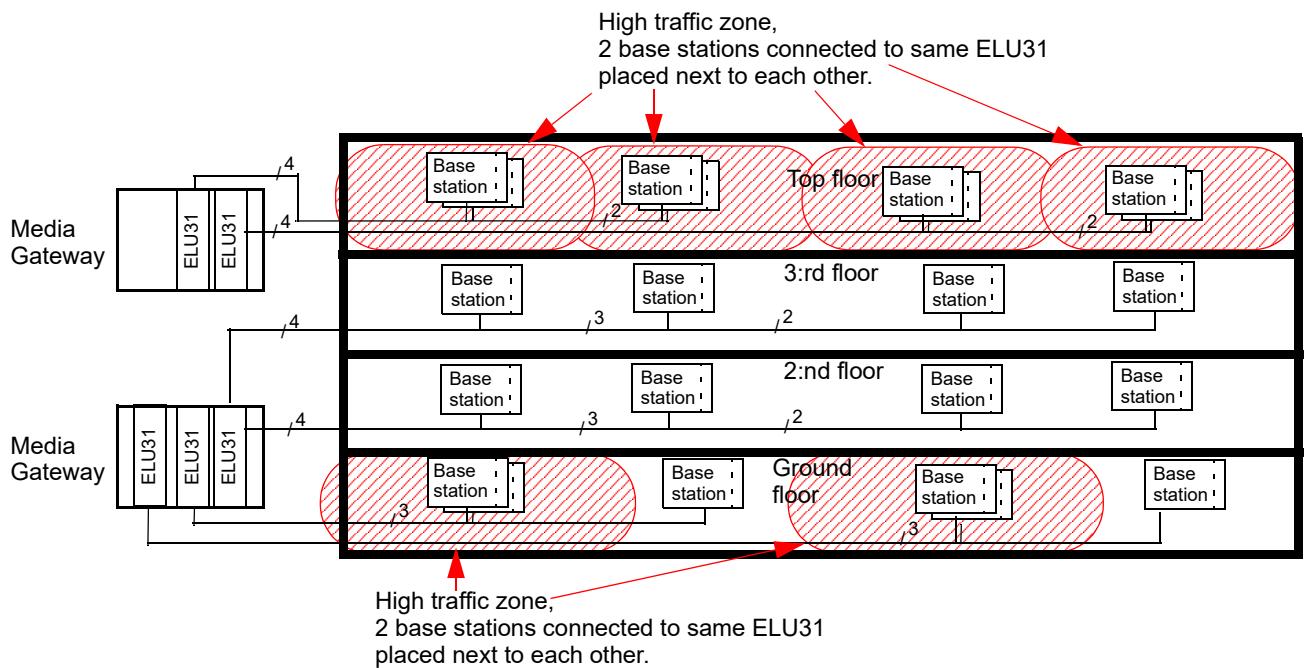 High traffic zone,
2 base stations connected to same ELU31
placed next to each other.
Media
Gateway
ELU31
ELU31
4
4
Base
station
Base
station
Top floor
Base
station
Base
station
2
2
3:rd floor
Base
station
Base
station
Base
station
Base
station
4
3
2
2:nd floor
Base
station
Base
station
Base
station
Base
station
4
3
2
Media
Gateway
ELU31
ELU31
ELU31
Ground
floor
Base
station
Base
station
Base
station
Base
station
3
3
High traffic zone,
2 base stations connected to same ELU31
placed next to each other.